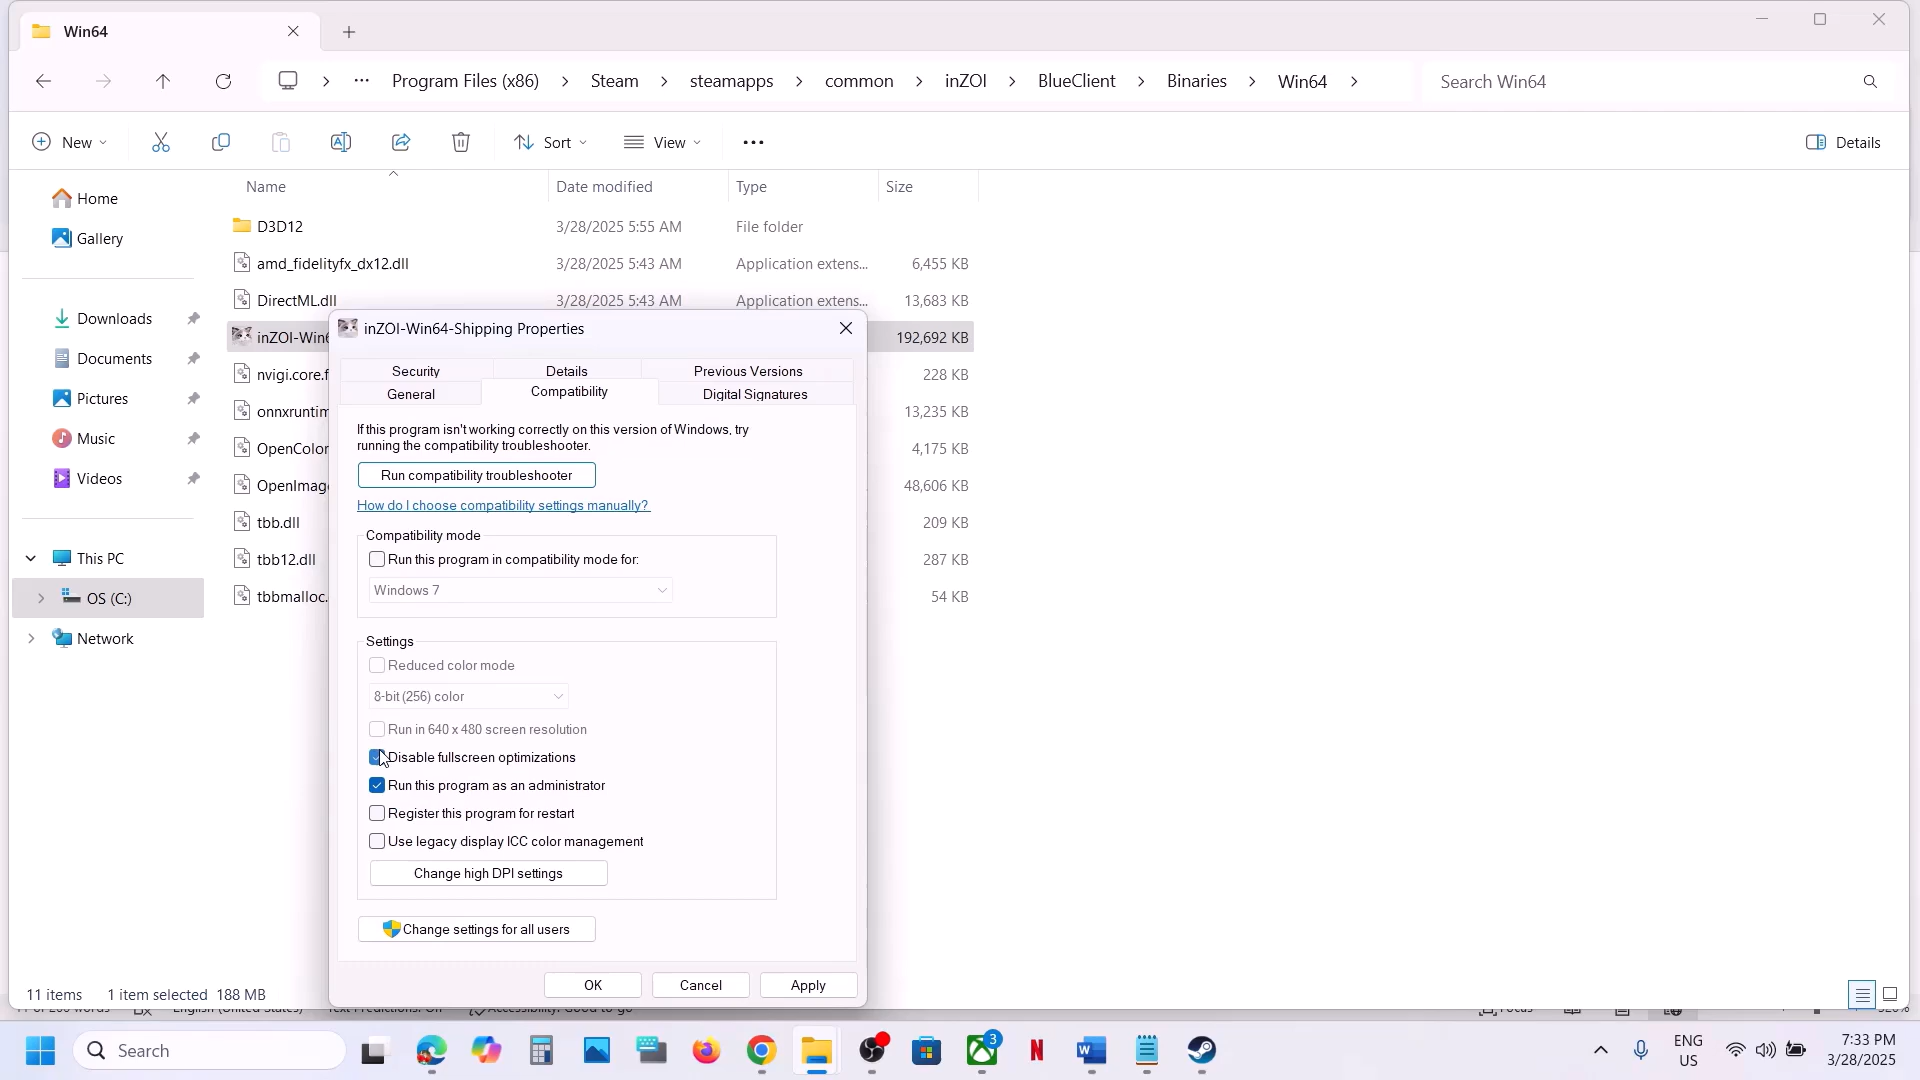 Win64
Program Files (x86) > Steam > steamapps > common > inZOI > BlueClient > Binaries > Win64 >
Search Win64
New
Sort
View
Details
Name
Date modified
Type
Size
Home
Gallery
Downloads
Documents
Pictures
Music
Videos
This PC
OS (C:)
Network
D3D12 3/28/2025 5:55 AM File folder
amd_fidelityfx_dx12.dll 3/28/2025 5:43 AM Application extens... 6,455 KB
DirectML.dll 3/28/2025 5:43 AM Application extens... 13,683 KB
inZOI-Win6 192,692 KB
nvigi.core.f 228 KB
onnxruntim 13,235 KB
OpenColor 4,175 KB
OpenImage 48,606 KB
tbb.dll 209 KB
tbb12.dll 287 KB
tbbmalloc. 54 KB
inZOI-Win64-Shipping Properties
Security
Details
Previous Versions
General
Compatibility
Digital Signatures
If this program isn't working correctly on this version of Windows, try
running the compatibility troubleshooter.
Run compatibility troubleshooter
How do I choose compatibility settings manually?
Compatibility mode
Run this program in compatibility mode for:
Windows 7
Settings
Reduced color mode
8-bit (256) color
Run in 640 x 480 screen resolution
Disable fullscreen optimizations
Run this program as an administrator
Register this program for restart
Use legacy display ICC color management
Change high DPI settings
Change settings for all users
OK
Cancel
Apply
11 items
1 item selected 188 MB
Search
3
ENG
US
7:33 PM
3/28/2025